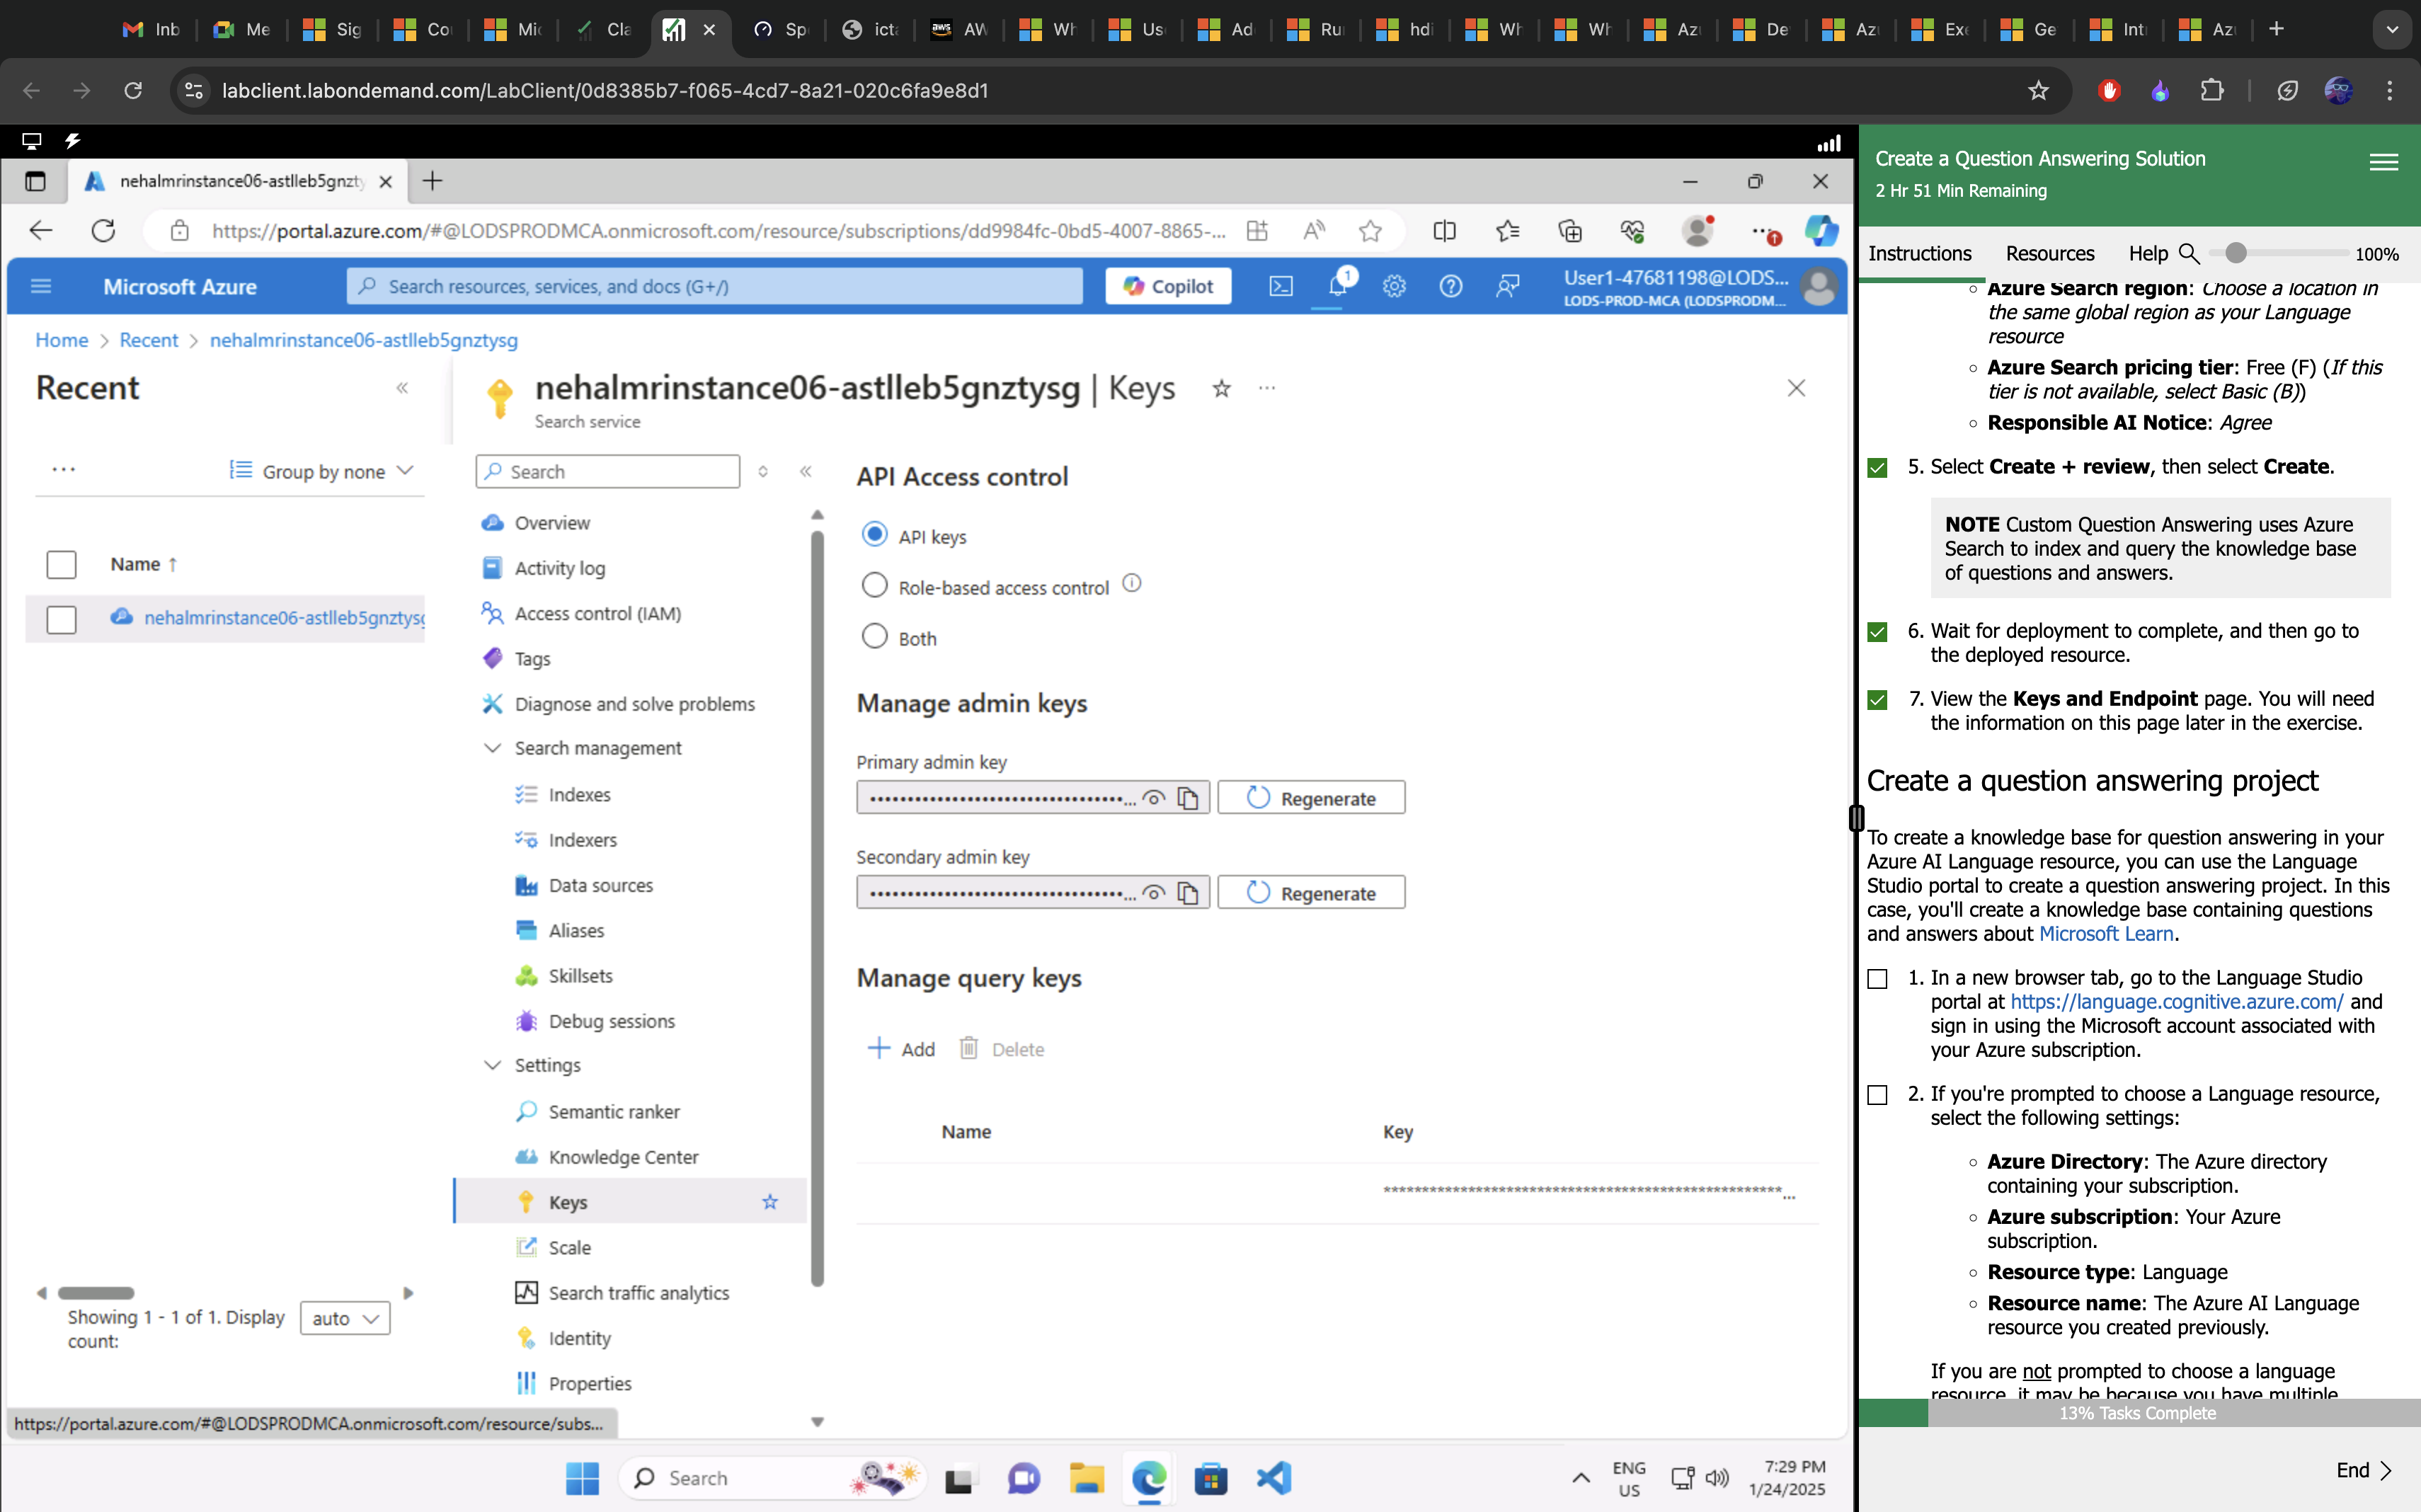 Inb
Me
Sig
Co
Mic
Cla
Sp
icta
aws
AW
Wh
Us
Ad
Ru
hdi
Wh
Wh
Azu
De
Az
Exe
Ge
Int
Az
labclient.labondemand.com/LabClient/0d8385b7-f065-4cd7-8a21-020c6fa9e8d1
nehalmrinstance06-astlleb5gnzty
https://portal.azure.com/#@LODSPRODMCA.onmicrosoft.com/resource/subscriptions/dd9984fc-0bd5-4007-8865-...
Microsoft Azure
Search resources, services, and docs (G+/)
Copilot
1
User1-47681198@LODS...
LODS-PROD-MCA (LODSPRODM...
Home > Recent > nehalmrinstance06-astlleb5gnztysg
Recent
...
Group by none
Name ↑
nehalmrinstance06-astlleb5gnztysg
Showing 1 - 1 of 1. Display
count:
auto
nehalmrinstance06-astlleb5gnztysg | Keys
Search service
Search
Overview
Activity log
Access control (IAM)
Tags
Diagnose and solve problems
Search management
Indexes
Indexers
Data sources
Aliases
Skillsets
Debug sessions
Settings
Semantic ranker
Knowledge Center
Keys
Scale
Search traffic analytics
Identity
Properties
API Access control
API keys
Role-based access control
Both
Manage admin keys
Primary admin key
Regenerate
Secondary admin key
Regenerate
Manage query keys
Add
Delete
Name
Key
https://portal.azure.com/#@LODSPRODMCA.onmicrosoft.com/resource/subs...
Search
ENG
US
7:29 PM
1/24/2025
Create a Question Answering Solution
2 Hr 51 Min Remaining
Instructions
Resources
Help
100%
Azure Search region: Choose a location in
the same global region as your Language
resource
Azure Search pricing tier: Free (F) (If this
tier is not available, select Basic (B))
Responsible AI Notice: Agree
5. Select Create + review, then select Create.
NOTE Custom Question Answering uses Azure
Search to index and query the knowledge base
of questions and answers.
6. Wait for deployment to complete, and then go to
the deployed resource.
7. View the Keys and Endpoint page. You will need
the information on this page later in the exercise.
Create a question answering project
To create a knowledge base for question answering in your
Azure AI Language resource, you can use the Language
Studio portal to create a question answering project. In this
case, you'll create a knowledge base containing questions
and answers about Microsoft Learn.
1. In a new browser tab, go to the Language Studio
portal at https://language.cognitive.azure.com/ and
sign in using the Microsoft account associated with
your Azure subscription.
2. If you're prompted to choose a Language resource,
select the following settings:
Azure Directory: The Azure directory
containing your subscription.
Azure subscription: Your Azure
subscription.
Resource type: Language
Resource name: The Azure AI Language
resource you created previously.
If you are not prompted to choose a language
resource, it may be because you have multiple
13% Tasks Complete
End